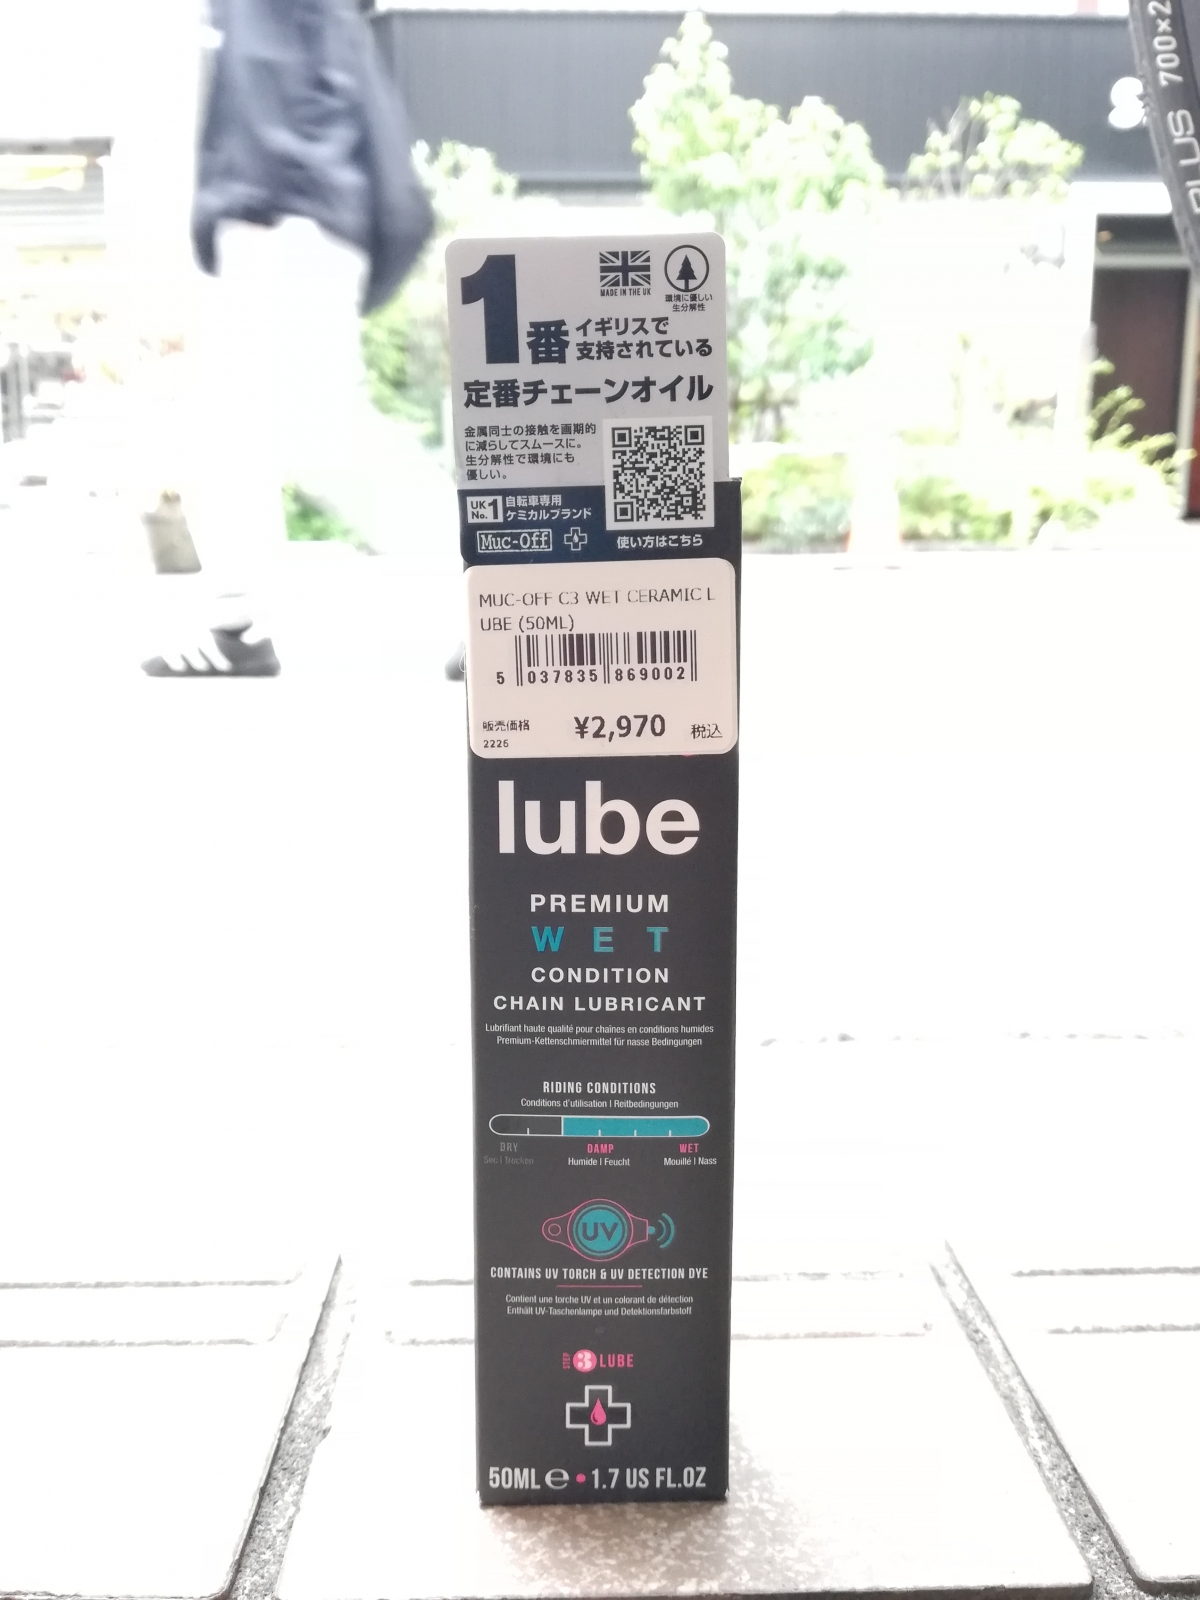 1番
イギリスで
支持されている
MADE IN THE UK
環境に優しい
生分解性
定番チェーンオイル
金属同士の接触を画期的
に減らしてスムースに。
生分解性で環境にも
優しい。
UK No.1
自転車専用
ケミカルブランド
Muc-Off
使い方はこちら
MUC-OFF C3 WET CERAMIC L
UBE (50ML)
5 037835 869002
販売価格
2226
¥2,970 税込
lube
PREMIUM
WET
CONDITION
CHAIN LUBRICANT
Lubrifiant haute qualité pour chaînes en conditions humides
Premium-Kettenschmiermittel für nasse Bedingungen
RIDING CONDITIONS
Conditions d'utilisation | Reitbedingungen
DRY DAMP WET
Sec | Trocken Humide | Feucht Mouillé | Nass
UV
CONTAINS UV TORCH & UV DETECTION DYE
Contient une torche UV et un colorant de détection
Enthält UV-Taschenlampe und Detektionsfarbstoff
STEP 3 LUBE
50ML e • 1.7 US FL.OZ
700×2